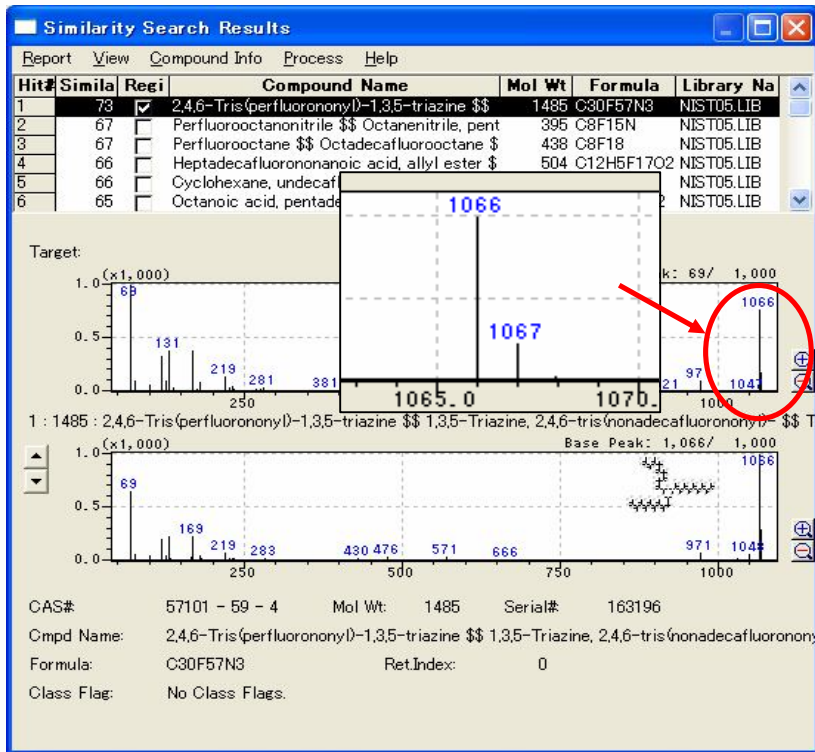 Similarity Search Results
Report View Compound Info Process Help
Hit# Simila Regi Compound Name Mol Wt Formula Library Na
1 73 2,4,6-Tris(perfluorononyl)-1,3,5-triazine $$ 1485 C30F57N3 NIST05.LIB
2 67 Perfluorooctanonitrile $$ Octanenitrile, pent 395 C8F15N NIST05.LIB
3 67 Perfluorooctane $$ Octadecafluorooctane $ 438 C8F18 NIST05.LIB
4 66 Heptadecafluorononanoic acid, allyl ester $ 504 C12H5F17O2 NIST05.LIB
5 66 Cyclohexane, undecafl NIST05.LIB
6 65 Octanoic acid, pentade 2 NIST05.LIB
1066
1067
1065.0 1070.
Target:
(x1,000) k: 69/ 1,000
1.0 69 1066
0.5 131
0.0 219 281 381 21 97 1047
250 1000
1 : 1485 : 2,4,6-Tris(perfluorononyl)-1,3,5-triazine $$ 1,3,5-Triazine, 2,4,6-tris(nonadecafluorononyl)- $$ T
(x1,000) Base Peak: 1,066/ 1,000
1.0 69 1066
0.5 169
0.0 219 283 430 476 571 666 971 104
250 500 750 1000
CAS# 57101 - 59 - 4 Mol Wt: 1485 Serial#: 163196
Cmpd Name: 2,4,6-Tris(perfluorononyl)-1,3,5-triazine $$ 1,3,5-Triazine, 2,4,6-tris(nonadecafluoronony
Formula: C30F57N3 Ret.Index: 0
Class Flag: No Class Flags.